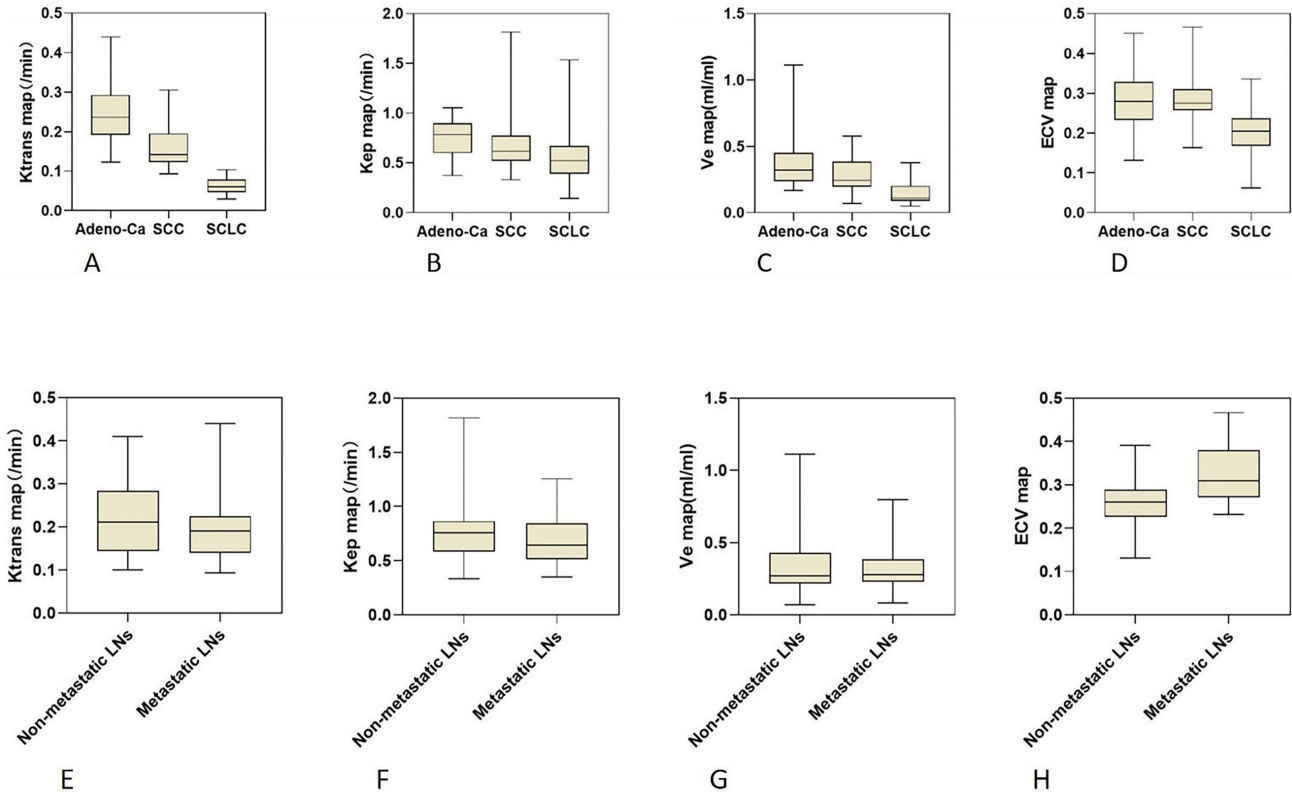 Ktrans map(/min)
0.5
0.4
0.3
0.2
0.1
0.0
Adeno-Ca SCC SCLC
A
Kep map(/min)
2.0
1.5
1.0
0.5
0.0
Adeno-Ca SCC SCLC
B
Ve map(ml/ml)
1.5
1.0
0.5
0.0
Adeno-Ca SCC SCLC
C
ECV map
0.5
0.4
0.3
0.2
0.1
0.0
Adeno-Ca SCC SCLC
D
Ktrans map(/min)
0.5
0.4
0.3
0.2
0.1
0.0
Non-metastatic LNs
Metastatic LNs
E
Kep map(/min)
2.0
1.5
1.0
0.5
0.0
Non-metastatic LNs
Metastatic LNs
F
Ve map(ml/ml)
1.5
1.0
0.5
0.0
Non-metastatic LNs
Metastatic LNs
G
ECV map
0.5
0.4
0.3
0.2
0.1
0.0
Non-metastatic LNs
Metastatic LNs
H